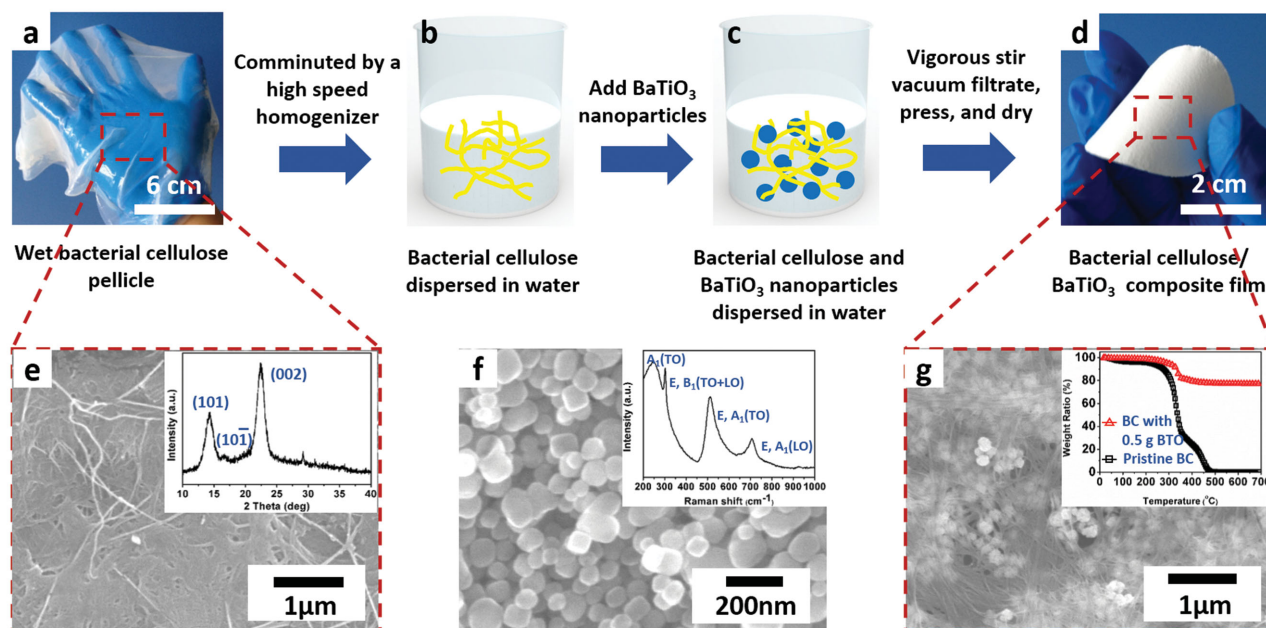 a
6 cm
Wet bacterial cellulose
pellicle
Comminuted by a
high speed
homogenizer
b
Bacterial cellulose
dispersed in water
Add BaTiO₃
nanoparticles
c
Bacterial cellulose and
BaTiO₃ nanoparticles
dispersed in water
Vigorous stir
vacuum filtrate,
press, and dry
d
2 cm
Bacterial cellulose/
BaTiO₃ composite film
e
Intensity (a.u.)
(101)
(101̅)
(002)
10 15 20 25 30 35 40
2 Theta (deg)
1μm
f
Intensity (a.u.)
A₁(TO)
E, B₁(TO+LO)
E, A₁(TO)
E, A₁(LO)
200 300 400 500 600 700 800 900 1000
Raman shift (cm⁻¹)
200nm
g
Weight Ratio (%)
100
80
60
40
20
0
BC with
0.5 g BTO
Pristine BC
0 100 200 300 400 500 600 700
Temperature (°C)
1μm